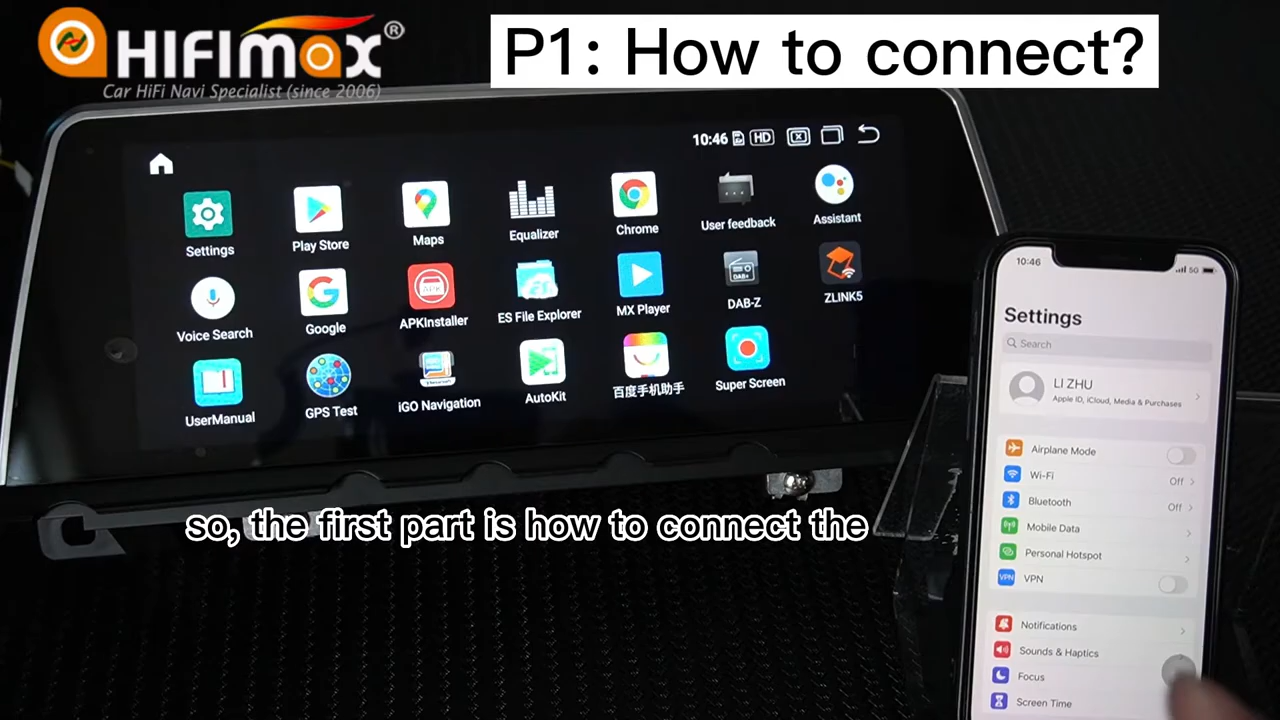 HIFIMAX®
Car HiFi Navi Specialist (since 2006)
P1: How to connect?
10:46 HD
Settings
Play Store
Maps
Equalizer
Chrome
User feedback
Assistant
Voice Search
Google
APK
APKInstaller
ES File Explorer
MX Player
DAB+
DAB-Z
ZLINK5
UserManual
GPS Test
iGO Navigation
AutoKit
百度手机助手
Super Screen
so, the first part is how to connect the
10:46
5G
Settings
Search
LI ZHU
Apple ID, iCloud, Media & Purchases
Airplane Mode
Wi-Fi Off
Bluetooth Off
Mobile Data
Personal Hotspot
VPN VPN
Notifications
Sounds & Haptics
Focus
Screen Time